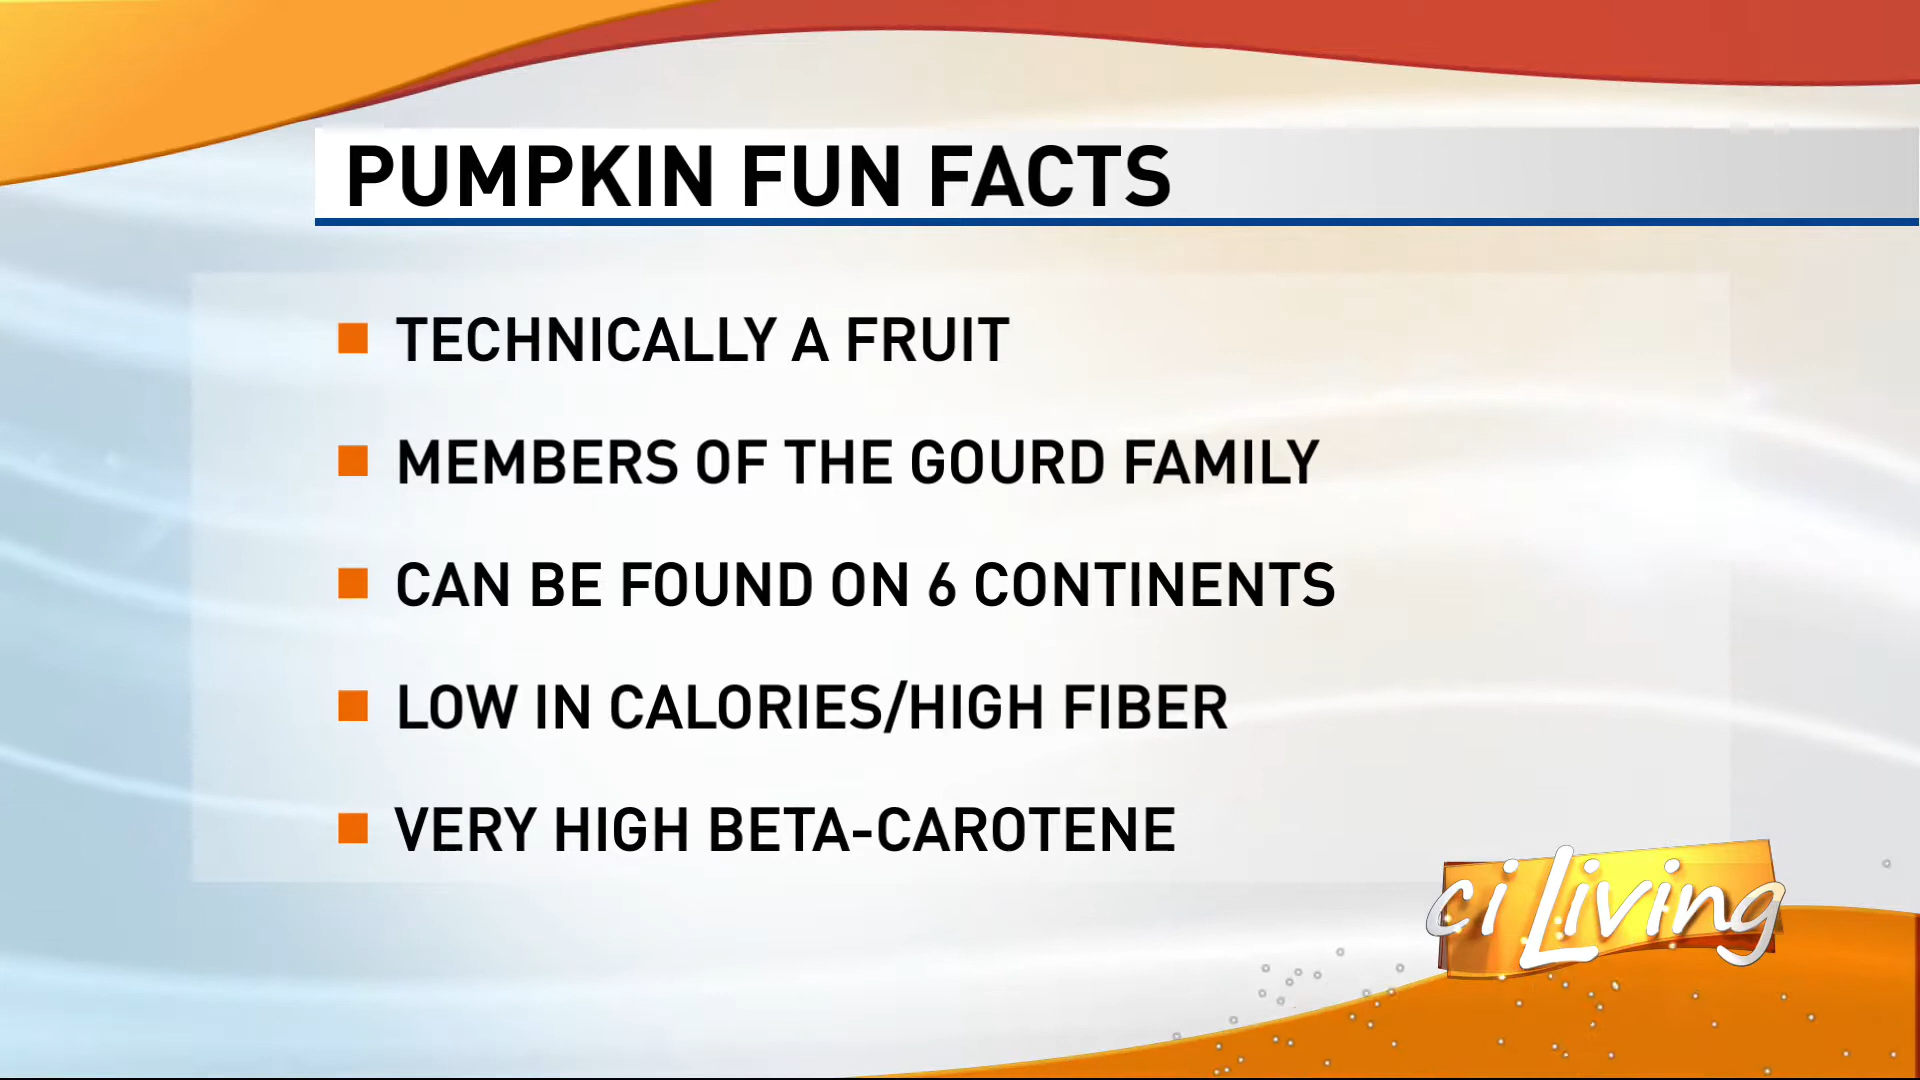 PUMPKIN FUN FACTS
TECHNICALLY A FRUIT
MEMBERS OF THE GOURD FAMILY
CAN BE FOUND ON 6 CONTINENTS
LOW IN CALORIES/HIGH FIBER
VERY HIGH BETA-CAROTENE
ci Living